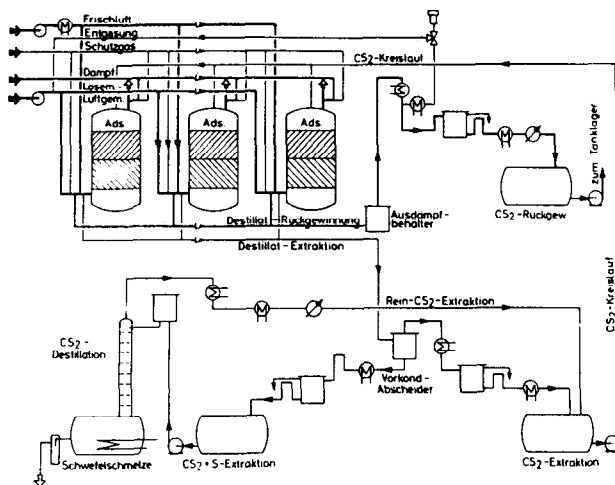 Frischluft
Entgasung
Schutzgas
CS2-Kreislauf
Dampf
Lösem.-
Luftgem.
Ads.
Ads.
Ads.
zum Tanklager
CS2-Rückgew
Destillat-Rückgewinnung
Ausdampf-
behälter
Destillat-Extraktion
CS2-Kreislauf
Rein-CS2-Extraktion
CS2-
Destillation
Vorkond-
Abscheider
Schwefelschmelze
CS2+S-Extraktion
CS2-Extraktion